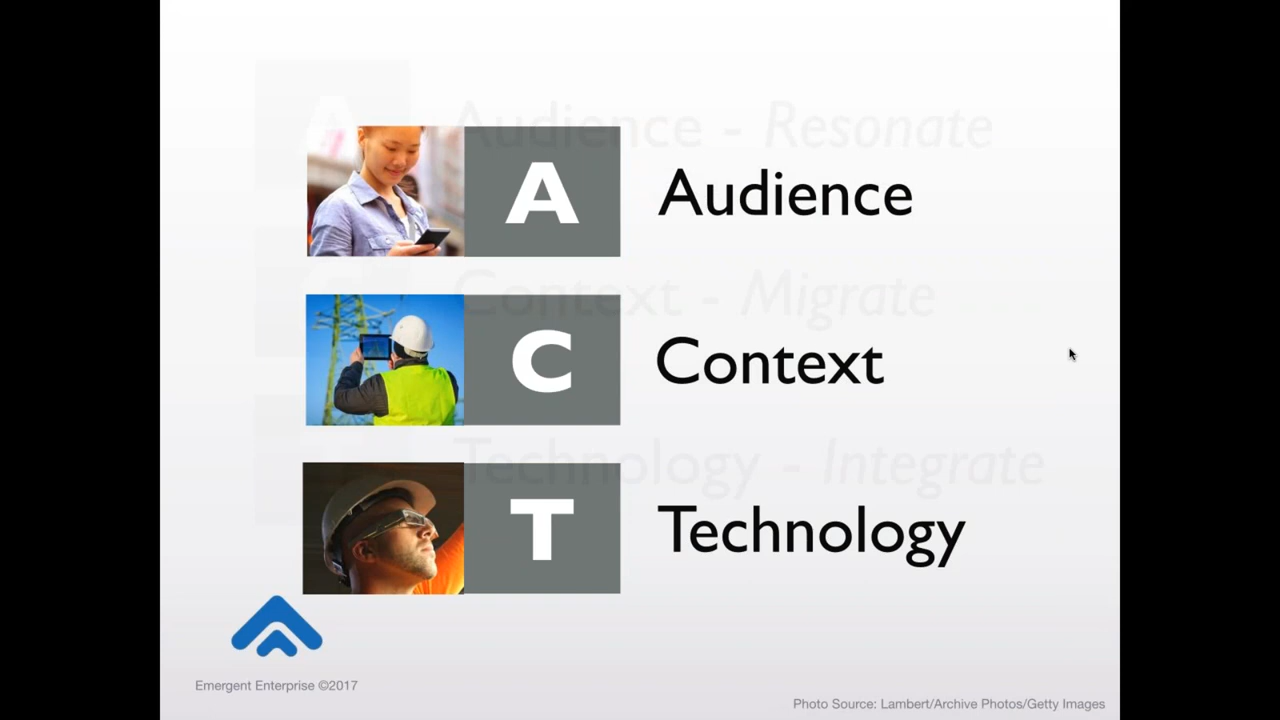 Audience - Resonate
A Audience
Context - Migrate
C Context
Technology - Integrate
T Technology
Emergent Enterprise ©2017
Photo Source: Lambert/Archive Photos/Getty Images